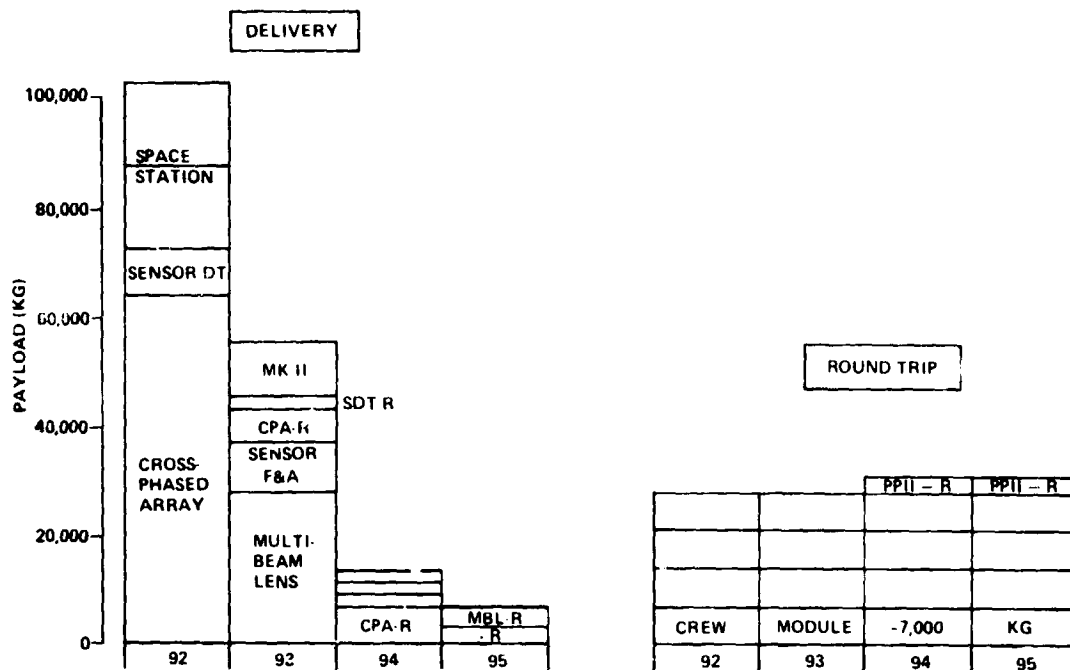 DELIVERY
100,000
80,000
60,000
40,000
20,000
0
PAYLOAD (KG)
SPACE
STATION
SENSOR DT
CROSS-
PHASED
ARRAY
MK II
SDT R
CPA-R
SENSOR
F&A
MULTI-
BEAM
LENS
CPA-R
MBL-R
-R
92
93
94
95
ROUND TRIP
PPII - R
PPII - R
CREW
MODULE
-7,000
KG
92
93
94
95